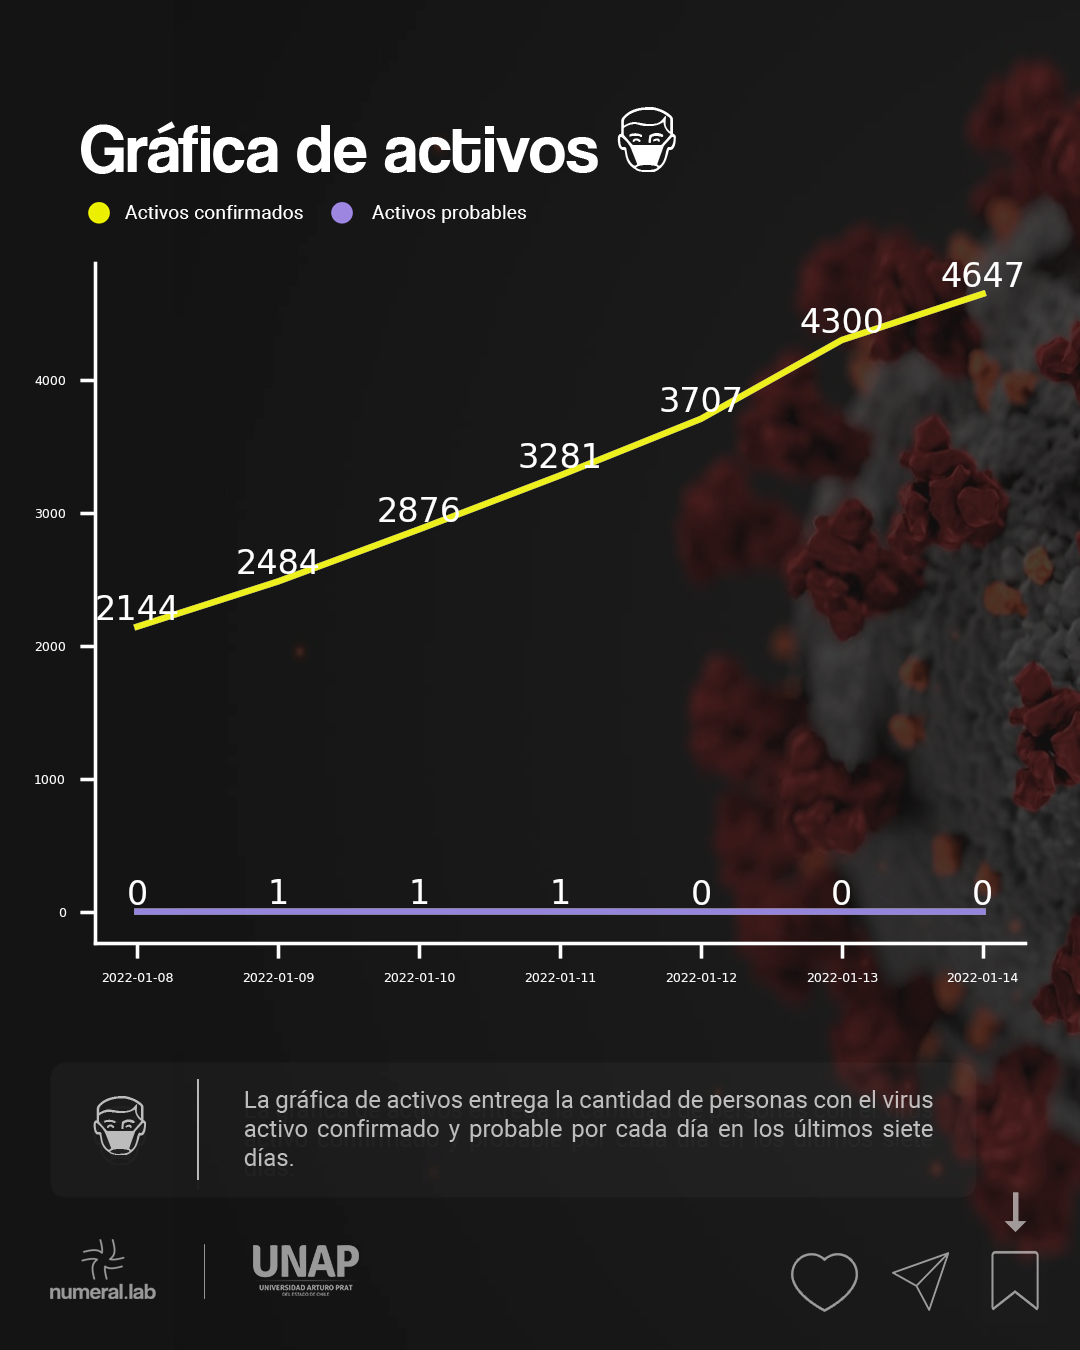 Gráfica de activos
Activos confirmados Activos probables
4647
4300
4000
3707
3281
3000
2876
2484
2144
2000
1000
0 1 1 1 0 0 0
0
2022-01-08 2022-01-09 2022-01-10 2022-01-11 2022-01-12 2022-01-13 2022-01-14
La gráfica de activos entrega la cantidad de personas con el virus
activo confirmado y probable por cada día en los últimos siete
días.
numeral.lab
UNAP
UNIVERSIDAD ARTURO PRAT
DEL ESTADO DE CHILE